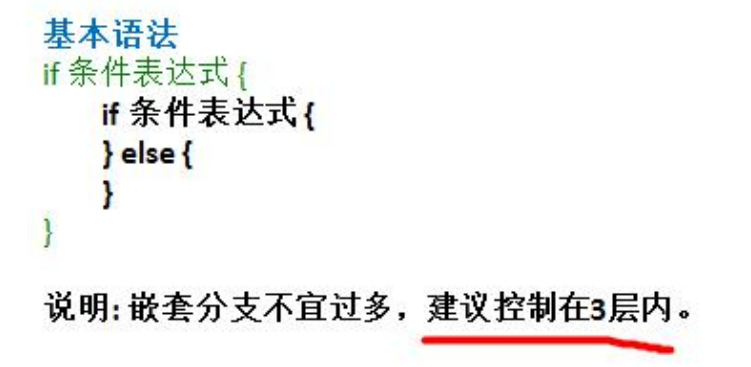 基本语法
if 条件表达式 {
if 条件表达式 {
} else {
}
}
说明: 嵌套分支不宜过多，建议控制在3层内。